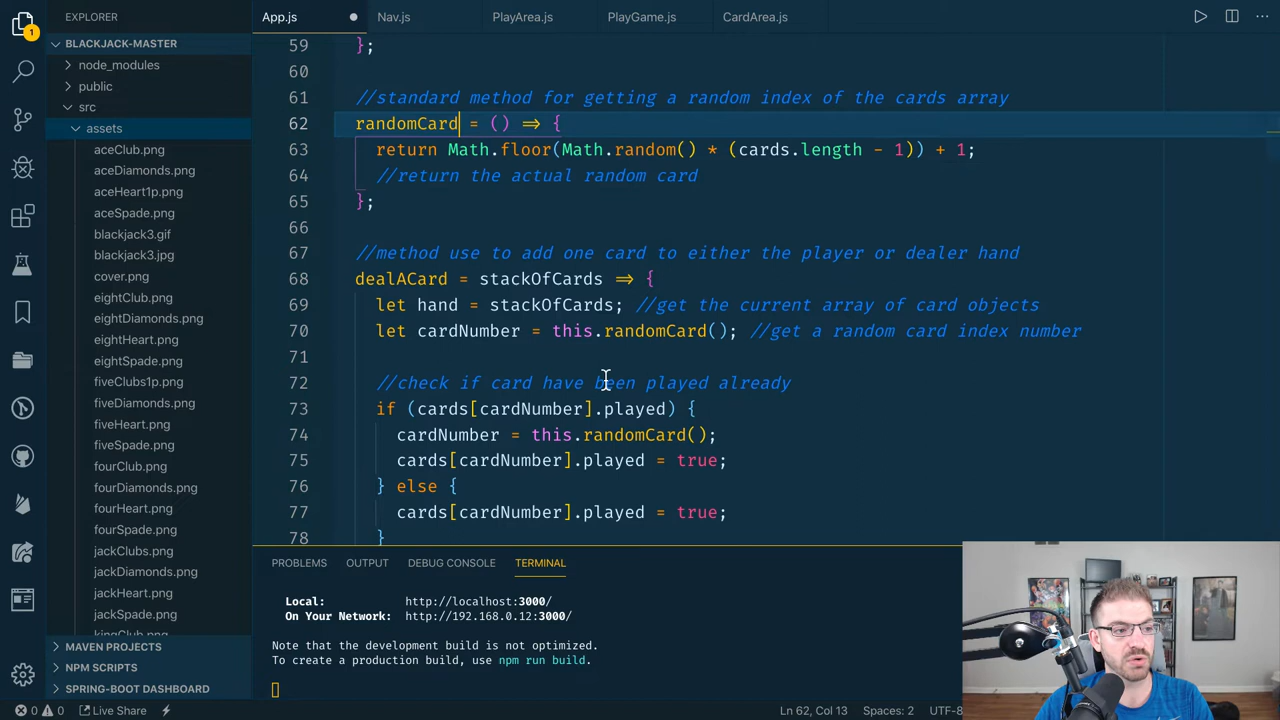 EXPLORER
App.js
Nav.js
PlayArea.js
PlayGame.js
CardArea.js
1
BLACKJACK-MASTER
node_modules
public
src
assets
aceClub.png
aceDiamonds.png
aceHeart1p.png
aceSpade.png
blackjack3.gif
blackjack3.jpg
cover.png
eightClub.png
eightDiamonds.png
eightHeart.png
eightSpade.png
fiveClubs1p.png
fiveDiamonds.png
fiveHeart.png
fiveSpade.png
fourClub.png
fourDiamonds.png
fourHeart.png
fourSpade.png
jackClubs.png
jackDiamonds.png
jackHeart.png
jackSpade.png
kingClub.png
MAVEN PROJECTS
NPM SCRIPTS
SPRING-BOOT DASHBOARD
59 };
60
61 //standard method for getting a random index of the cards array
62 randomCard = () => {
63 return Math.floor(Math.random() * (cards.length - 1)) + 1;
64 //return the actual random card
65 };
66
67 //method use to add one card to either the player or dealer hand
68 dealACard = stackOfCards => {
69 let hand = stackOfCards; //get the current array of card objects
70 let cardNumber = this.randomCard(); //get a random card index number
71
72 //check if card have been played already
73 if (cards[cardNumber].played) {
74 cardNumber = this.randomCard();
75 cards[cardNumber].played = true;
76 } else {
77 cards[cardNumber].played = true;
78 }
PROBLEMS OUTPUT DEBUG CONSOLE TERMINAL
Local: http://localhost:3000/
On Your Network: http://192.168.0.12:3000/
Note that the development build is not optimized.
To create a production build, use npm run build.
0 0 Live Share
Ln 62, Col 13 Spaces: 2 UTF-8